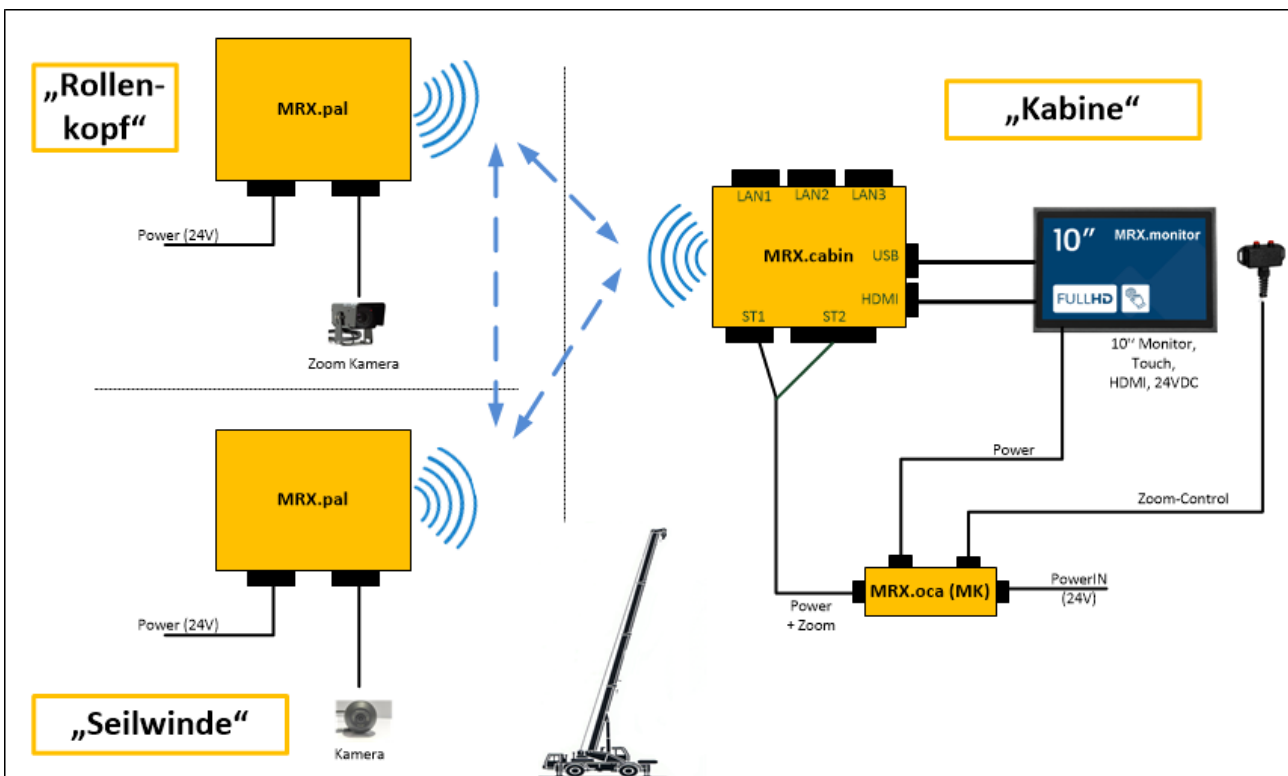 „Rollen-
kopf“
MRX.pal
Power (24V)
Zoom Kamera
MRX.pal
Power (24V)
„Seilwinde“
Kamera
„Kabine“
LAN1 LAN2 LAN3
MRX.cabin
USB
HDMI
ST1 ST2
10” MRX.monitor
FULLHD
10’’ Monitor,
Touch,
HDMI, 24VDC
Power
Zoom-Control
MRX.oca (MK)
PowerIN
(24V)
Power
+ Zoom